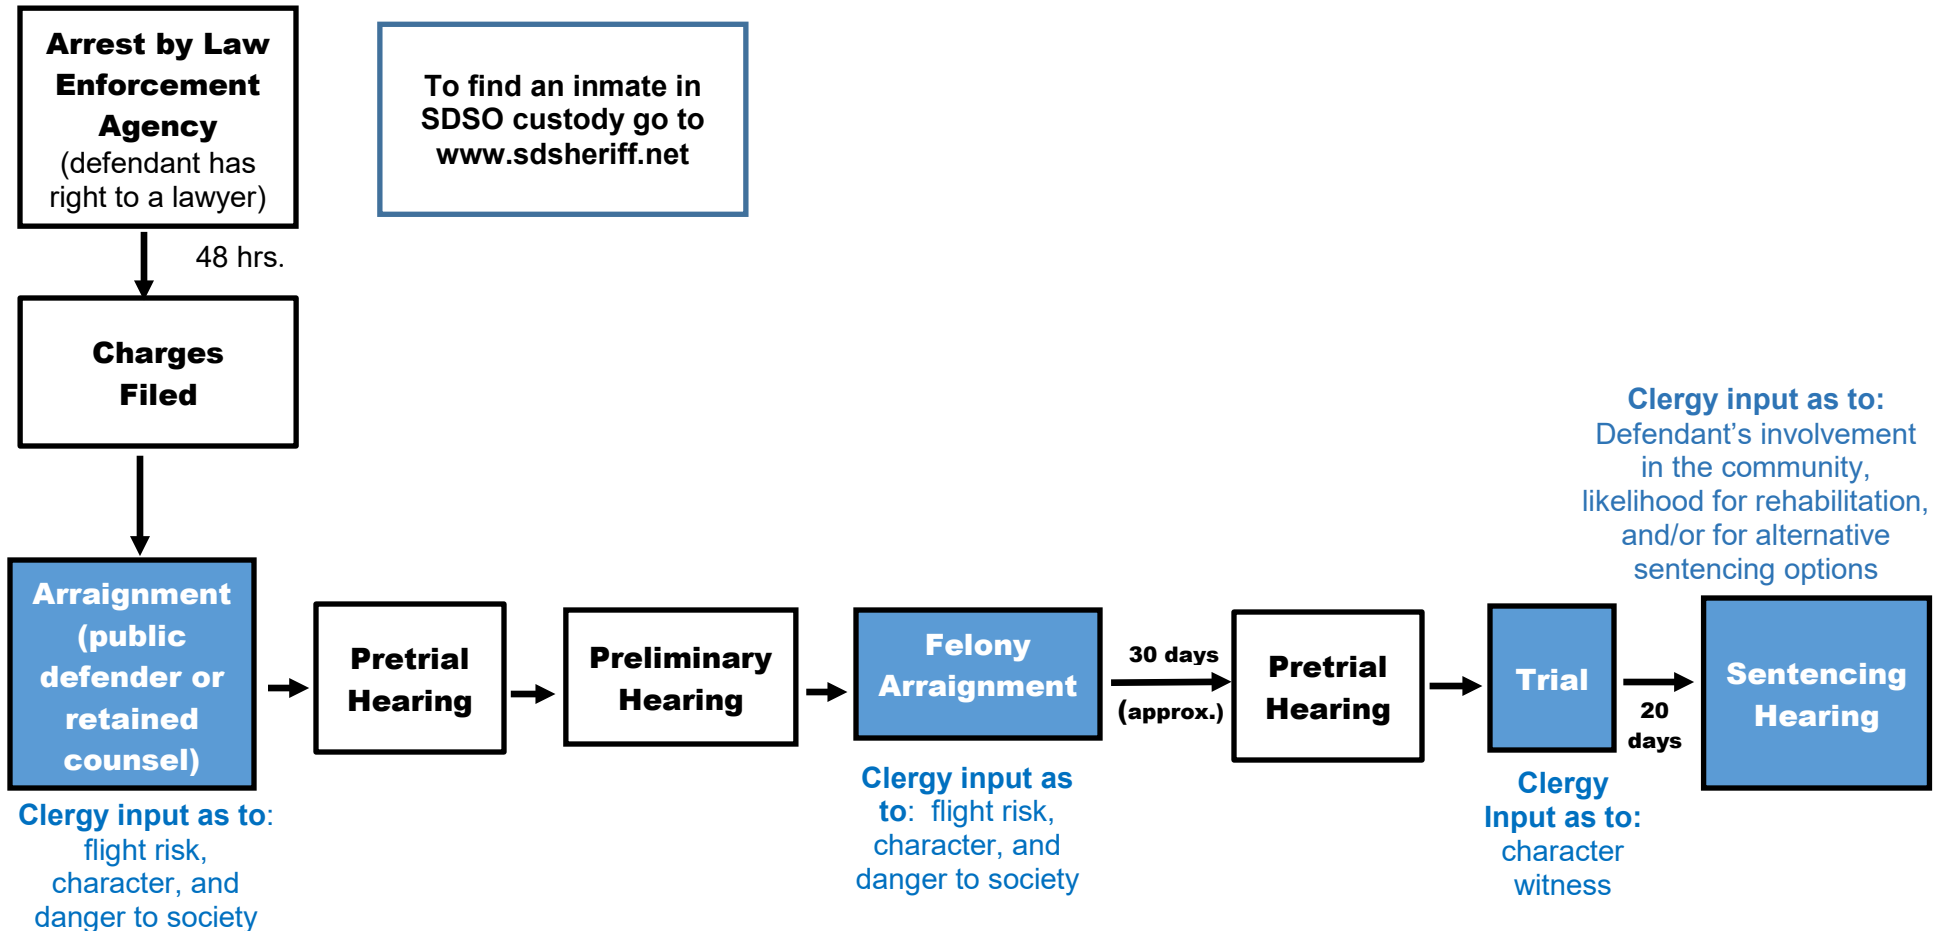 Arrest by Law
Enforcement
Agency
(defendant has
right to a lawyer)
To find an inmate in
SDSO custody go to
www.sdsheriff.net
48 hrs.
Charges
Filed
Clergy input as to:
Defendant’s involvement
in the community,
likelihood for rehabilitation,
and/or for alternative
sentencing options
Arraignment
(public
defender or
retained
counsel)
Clergy input as to:
flight risk,
character, and
danger to society
Pretrial
Hearing
Preliminary
Hearing
Felony
Arraignment
Clergy input as
to:  flight risk,
character, and
danger to society
30 days
(approx.)
Pretrial
Hearing
Trial
Clergy
Input as to:
character
witness
20
days
Sentencing
Hearing